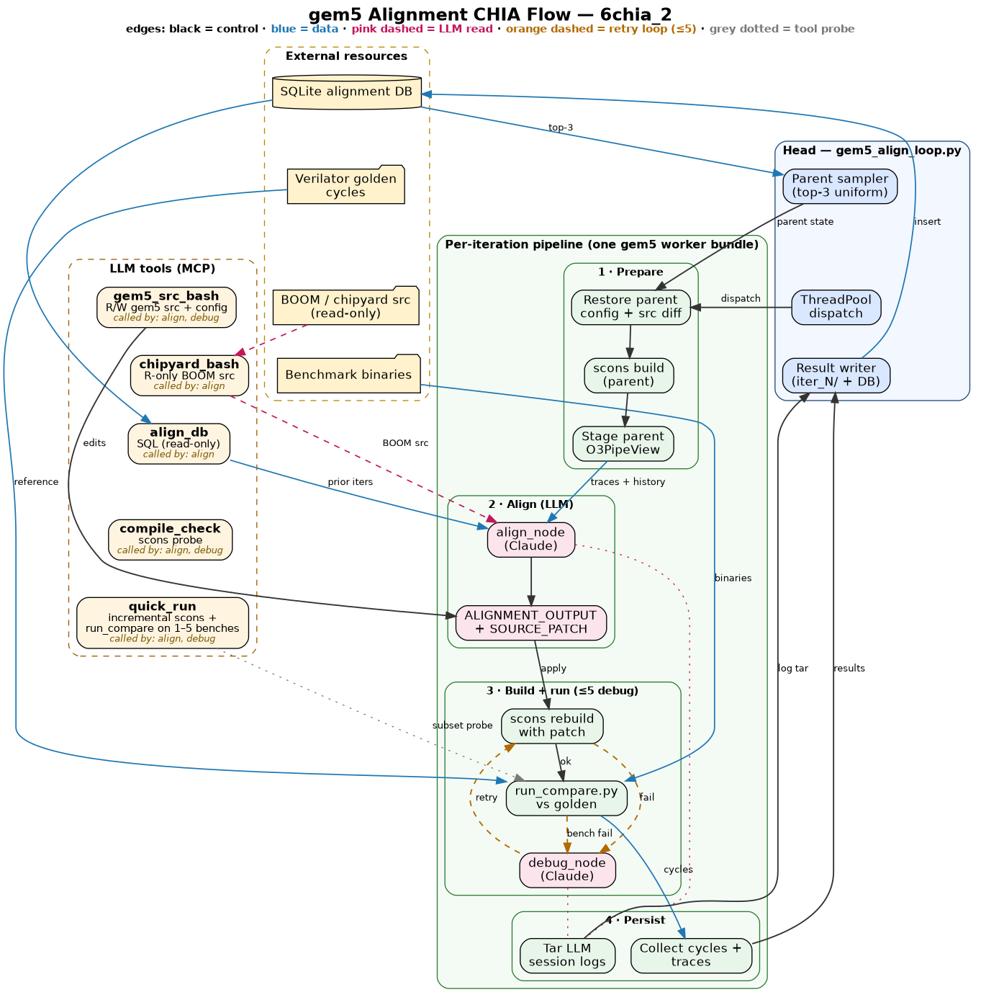 gem5 Alignment CHIA Flow — 6chia_2
edges: black = control · blue = data · pink dashed = LLM read · orange dashed = retry loop (≤5) · grey dotted = tool probe
External resources
SQLite alignment DB
top-3
Verilator golden
cycles
BOOM / chipyard src
(read-only)
Benchmark binaries
Head — gem5_align_loop.py
Parent sampler
(top-3 uniform)
parent state
insert
ThreadPool
dispatch
dispatch
Result writer
(iter_N/ + DB)
LLM tools (MCP)
gem5_src_bash
R/W gem5 src + config
called by: align, debug
chipyard_bash
R-only BOOM src
called by: align
align_db
SQL (read-only)
called by: align
compile_check
scons probe
called by: align, debug
quick_run
incremental scons +
run_compare on 1–5 benches
called by: align, debug
edits
reference
BOOM src
prior iters
subset probe
Per-iteration pipeline (one gem5 worker bundle)
1 · Prepare
Restore parent
config + src diff
scons build
(parent)
Stage parent
O3PipeView
traces + history
2 · Align (LLM)
align_node
(Claude)
ALIGNMENT_OUTPUT
+ SOURCE_PATCH
binaries
apply
3 · Build + run (≤5 debug)
scons rebuild
with patch
ok
run_compare.py
vs golden
retry
fail
bench fail
debug_node
(Claude)
cycles
4 · Persist
Tar LLM
session logs
Collect cycles +
traces
log tar
results